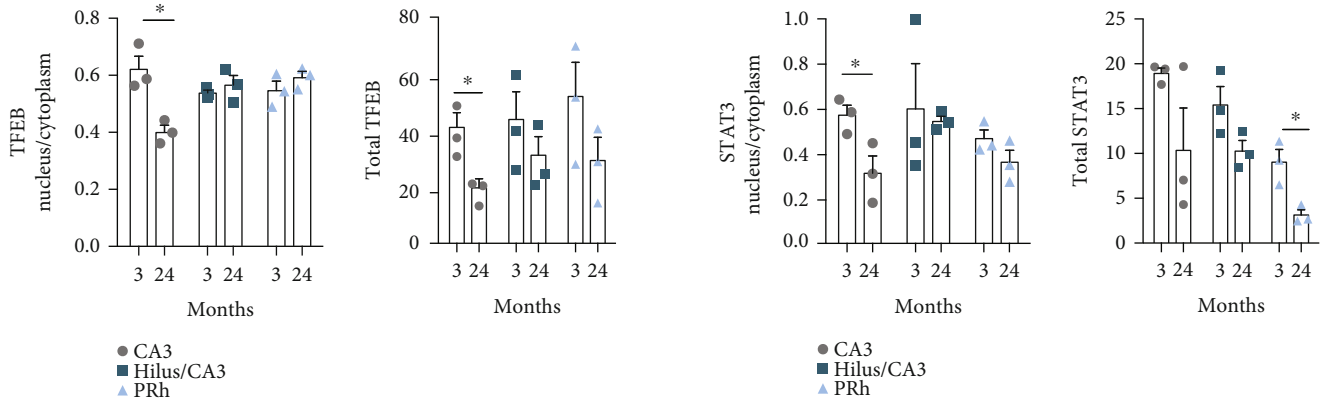 TFEB
nucleus/cytoplasm
0.8
0.6
0.4
0.2
0.0
*
3 24 3 24 3 24
Months
Total TFEB
80
60
40
20
0
*
3 24 3 24 3 24
Months
CA3
Hilus/CA3
PRh
STAT3
nucleus/cytoplasm
1.0
0.8
0.6
0.4
0.2
0.0
*
3 24 3 24 3 24
Months
Total STAT3
25
20
15
10
5
0
*
3 24 3 24 3 24
Months
CA3
Hilus/CA3
PRh